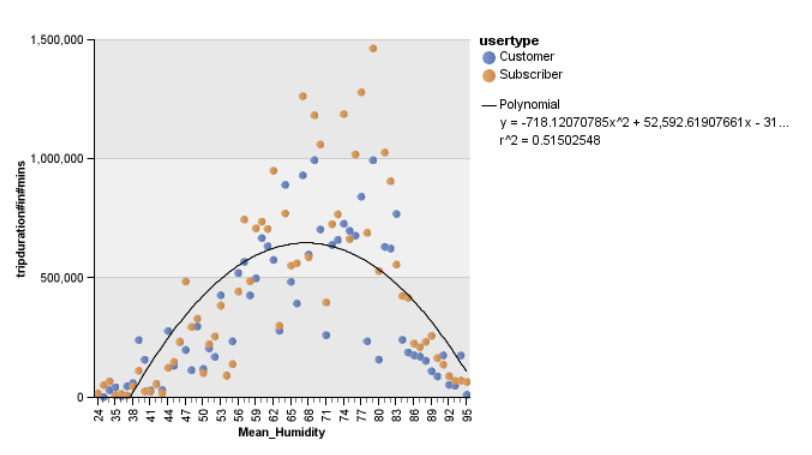 usertype
Customer
Subscriber
Polynomial
y = -718.12070785x^2 + 52,592.61907661x - 31...
r^2 = 0.51502548
1,500,000
1,000,000
500,000
0
tripduration#in#mins
24 35 38 41 44 47 50 53 56 59 62 65 68 71 74 77 80 83 86 89 92 95
Mean_Humidity